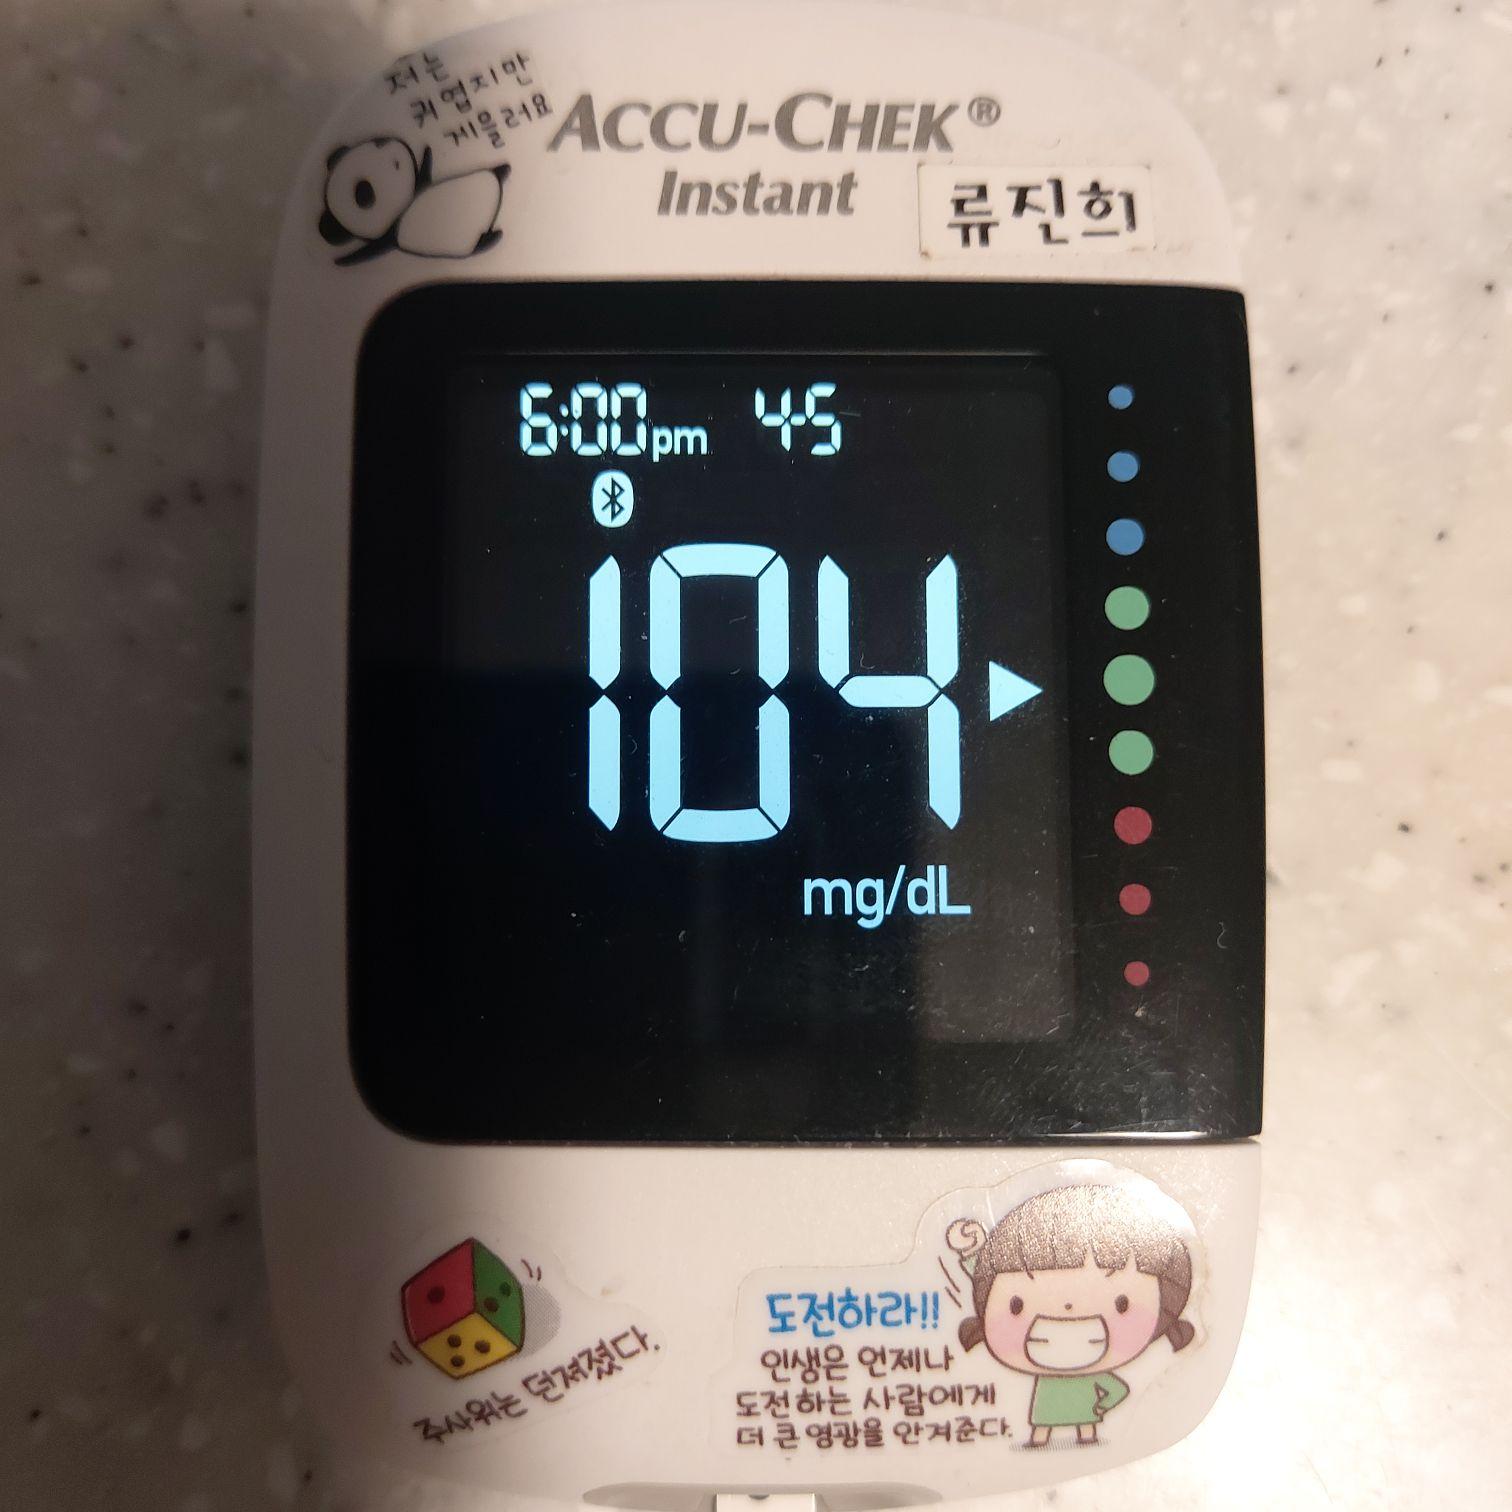 저는
귀엽지만
게을러요
ACCU-CHEK®
Instant
류진희
6:00pm 4-5
104
mg/dL
주사위는 던져졌다.
도전하라!!
인생은 언제나
도전하는 사람에게
더 큰 영광을 안겨준다.